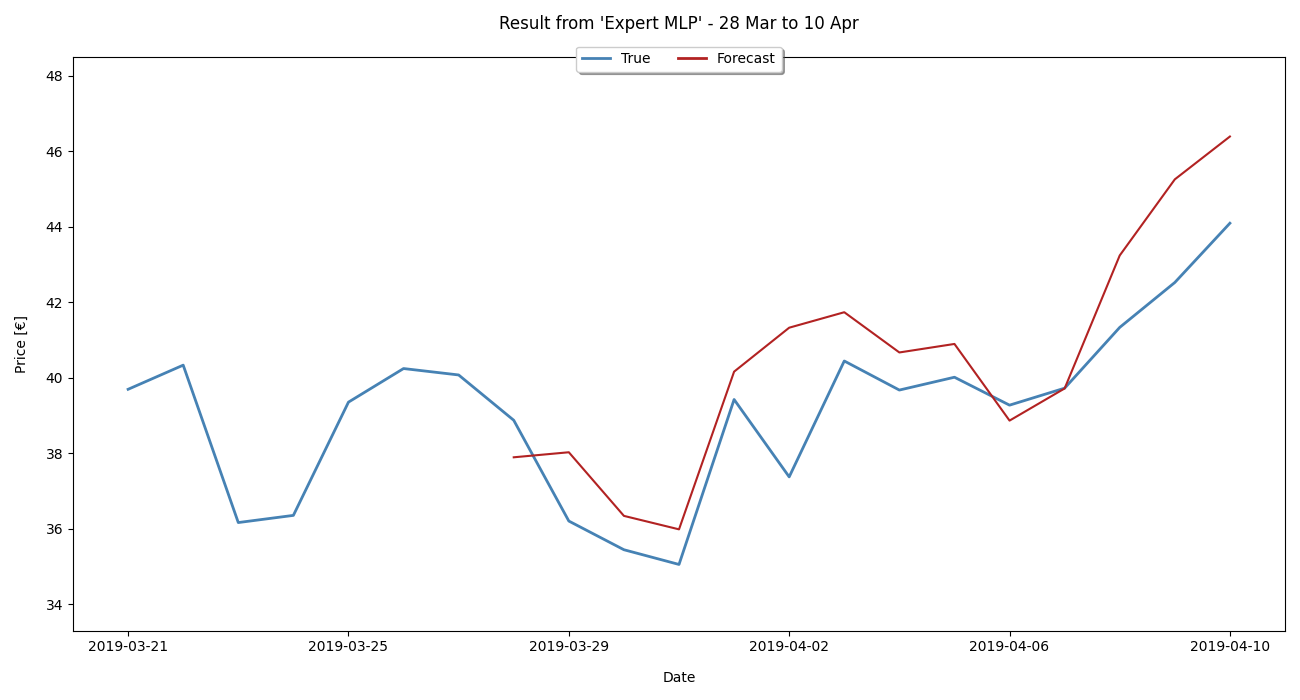 Result from 'Expert MLP' - 28 Mar to 10 Apr
True Forecast
48
46
44
42
40
38
36
34
Price [€]
2019-03-21 2019-03-25 2019-03-29 2019-04-02 2019-04-06 2019-04-10
Date